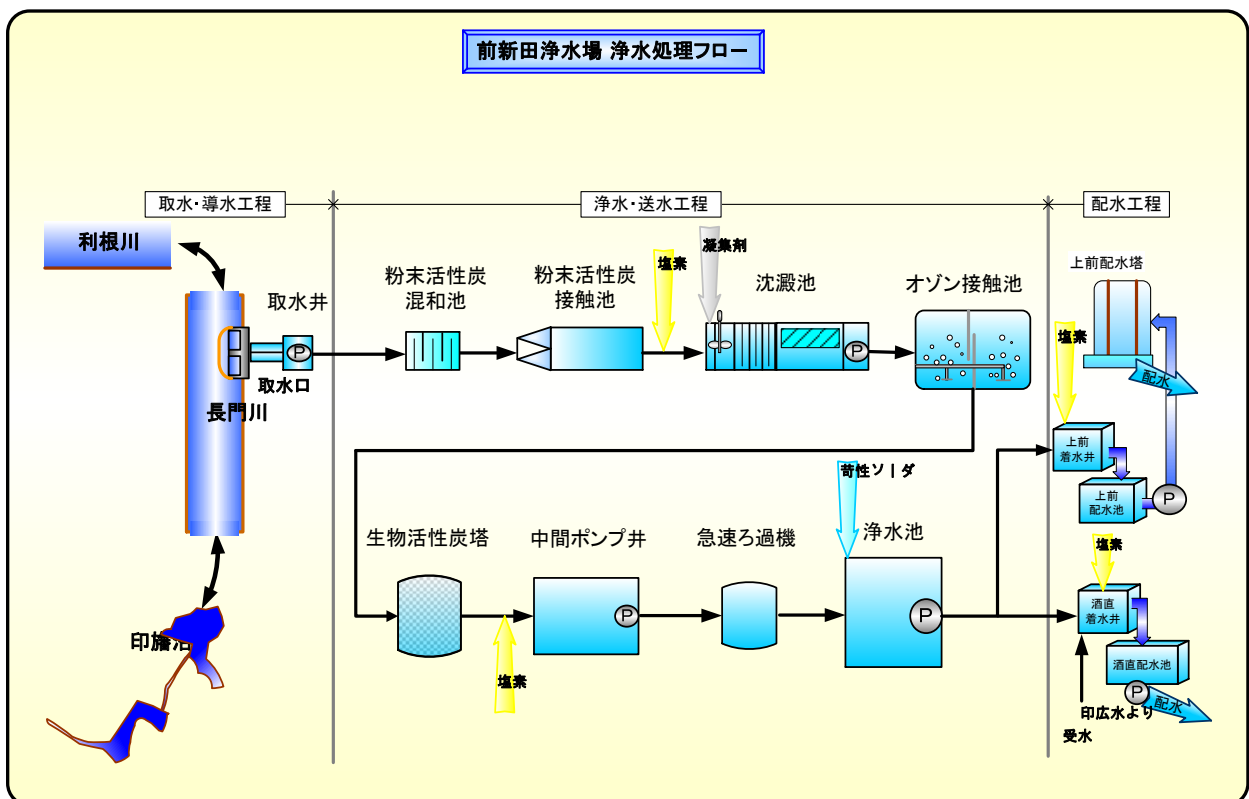 前新田浄水場 浄水処理フロー
取水・導水工程
浄水・送水工程
配水工程
利根川
取水井
P
取水口
長門川
印旛沼
粉末活性炭
混和池
粉末活性炭
接触池
塩素
凝集剤
沈澱池
P
オゾン接触池
生物活性炭塔
塩素
中間ポンプ井
P
急速ろ過機
苛性ソーダ
浄水池
P
上前配水塔
配水
塩素
上前
着水井
上前
配水池
P
塩素
酒直
着水井
酒直配水池
P
配水
印広水より
受水